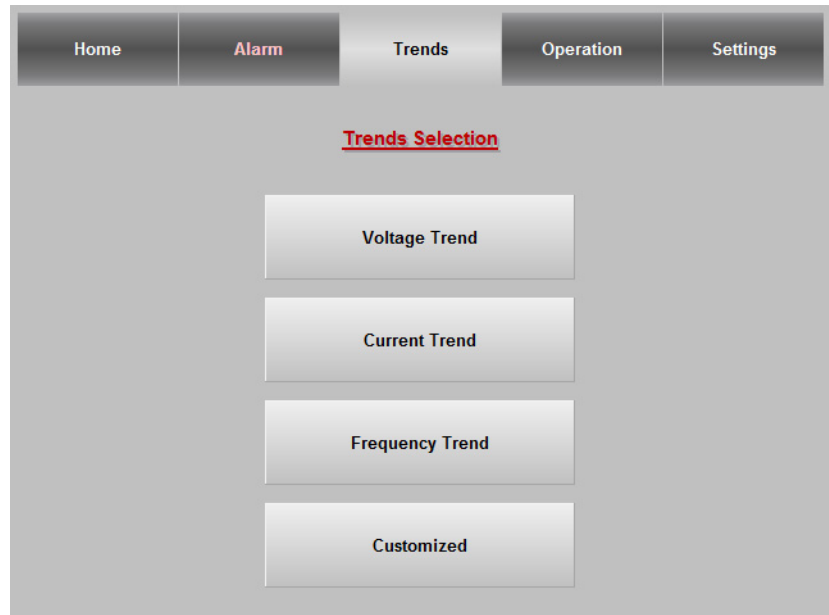 Home Alarm Trends Operation Settings
Trends Selection
Voltage Trend
Current Trend
Frequency Trend
Customized